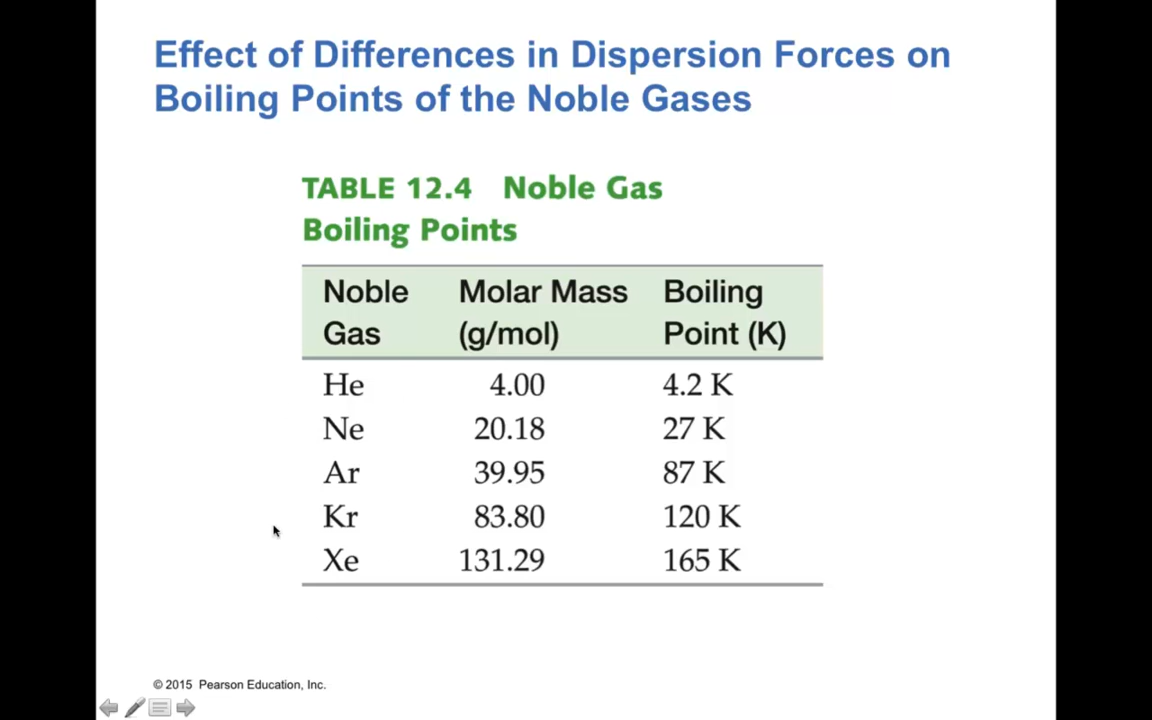 Effect of Differences in Dispersion Forces on
Boiling Points of the Noble Gases
TABLE 12.4 Noble Gas
Boiling Points
Noble Molar Mass Boiling
Gas (g/mol) Point (K)
He 4.00 4.2 K
Ne 20.18 27 K
Ar 39.95 87 K
Kr 83.80 120 K
Xe 131.29 165 K
© 2015 Pearson Education, Inc.